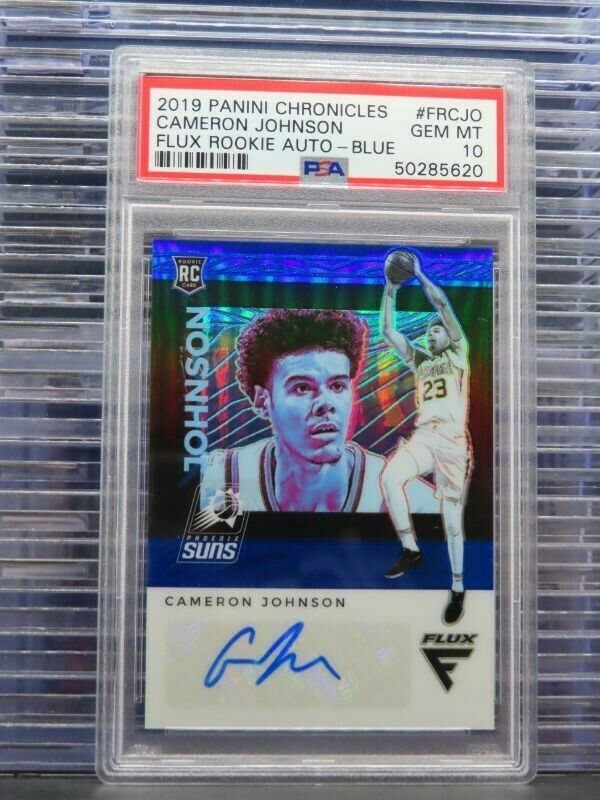 2019 PANINI CHRONICLES #FRCJO
CAMERON JOHNSON GEM MT
FLUX ROOKIE AUTO - BLUE 10
PSA 50285620
ROOKIE
RC
CARD
JOHNSON
23
PHOENIX
SUNS
CAMERON JOHNSON
FLUX